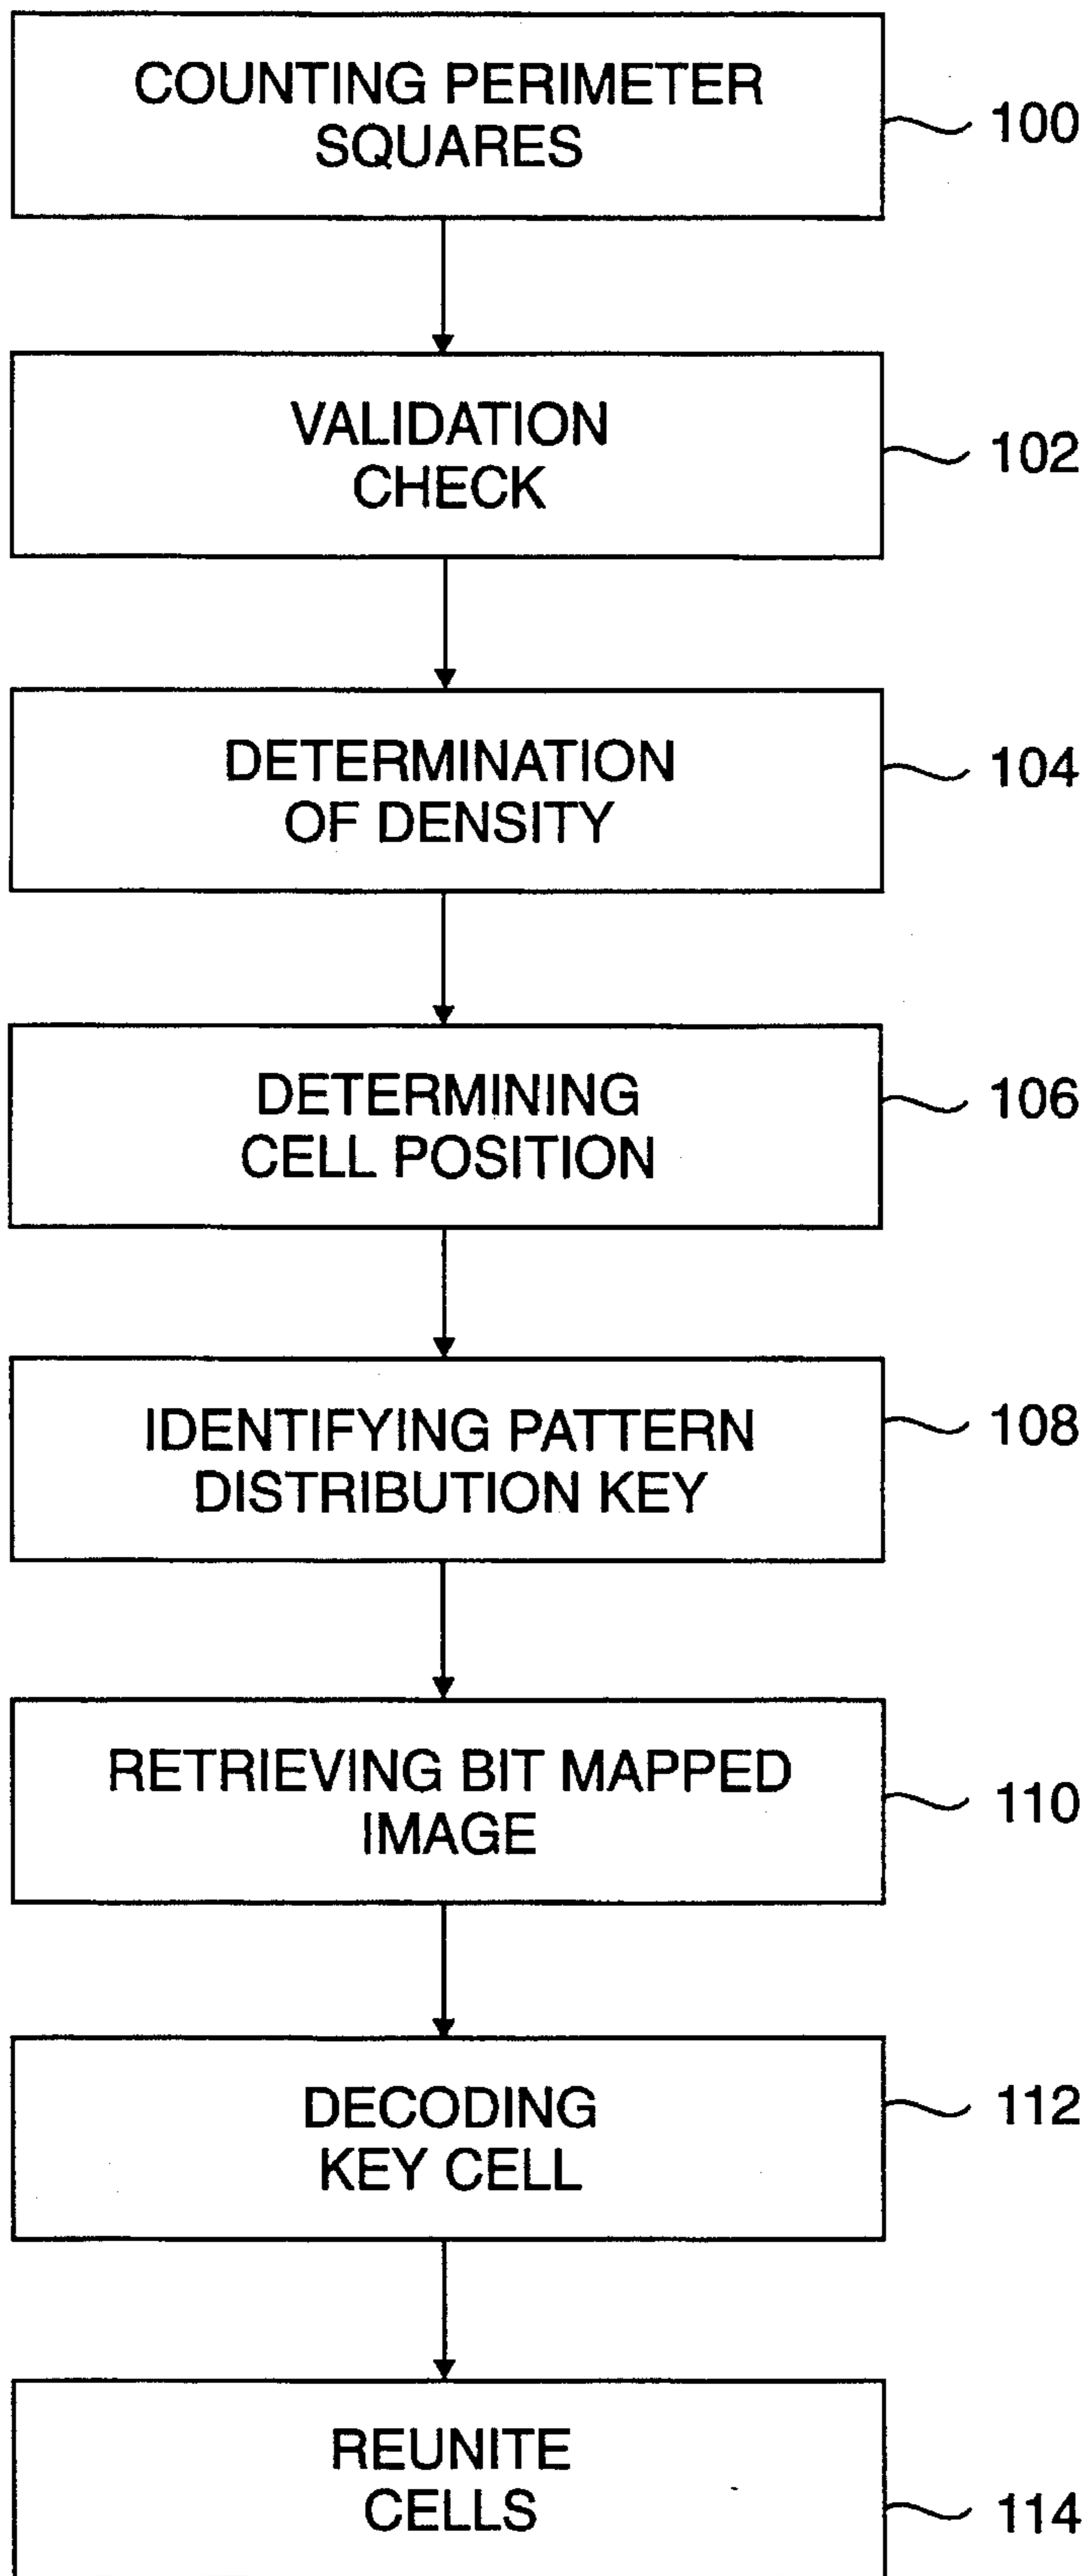 COUNTING PERIMETER
SQUARES
100
VALIDATION
CHECK
102
DETERMINATION
OF DENSITY
104
DETERMINING
CELL POSITION
106
IDENTIFYING PATTERN
DISTRIBUTION KEY
108
RETRIEVING BIT MAPPED
IMAGE
110
DECODING
KEY CELL
112
REUNITE
CELLS
114